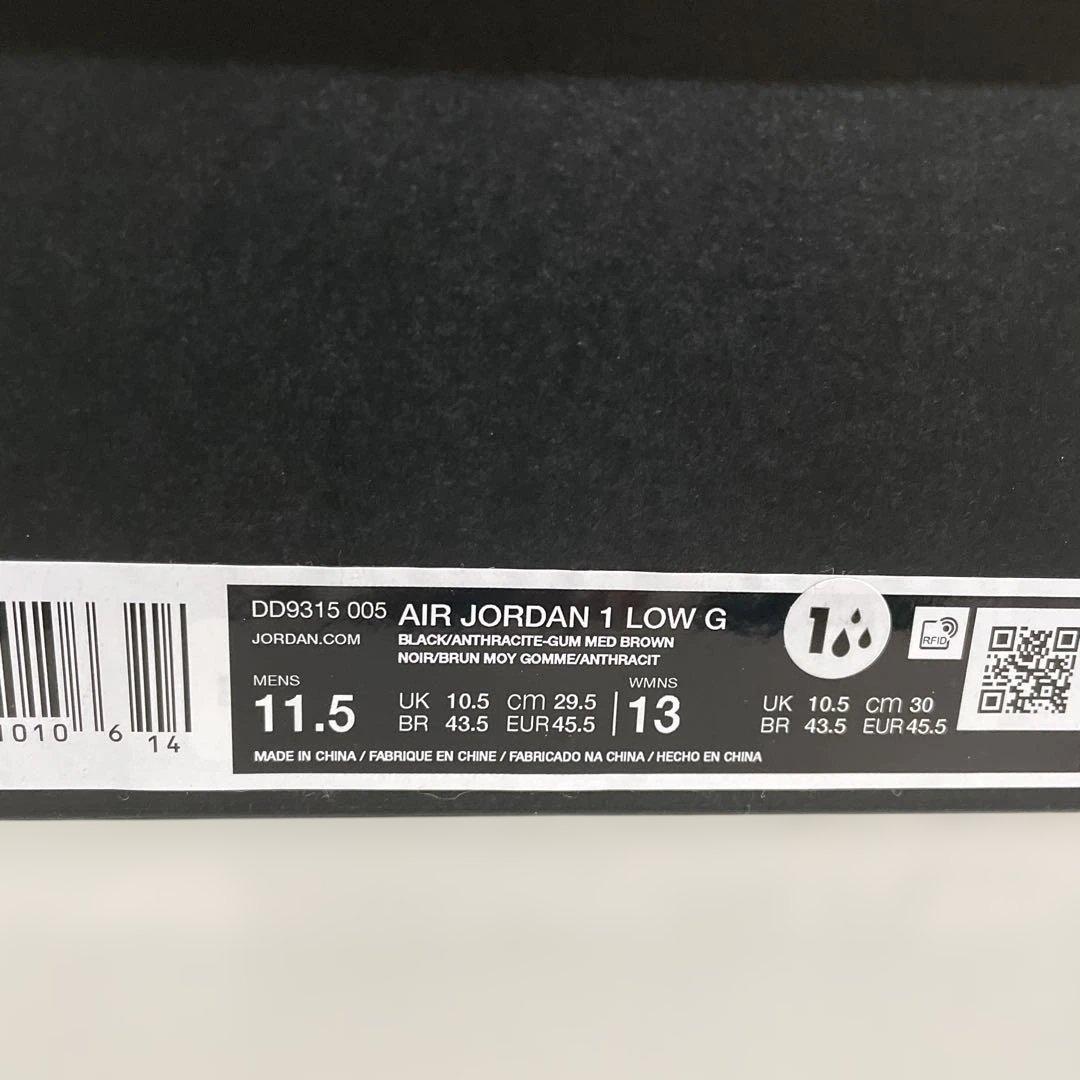 DD9315 005 AIR JORDAN 1 LOW G
JORDAN.COM BLACK/ANTHRACITE-GUM MED BROWN
NOIR/BRUN MOY GOMME/ANTHRACIT
MENS
11.5
UK 10.5 cm 29.5
BR 43.5 EUR 45.5
WMNS
13
UK 10.5 cm 30
BR 43.5 EUR 45.5
MADE IN CHINA / FABRIQUE EN CHINE / FABRICADO NA CHINA / HECHO EN CHINA
1
RFID
1010 6 14